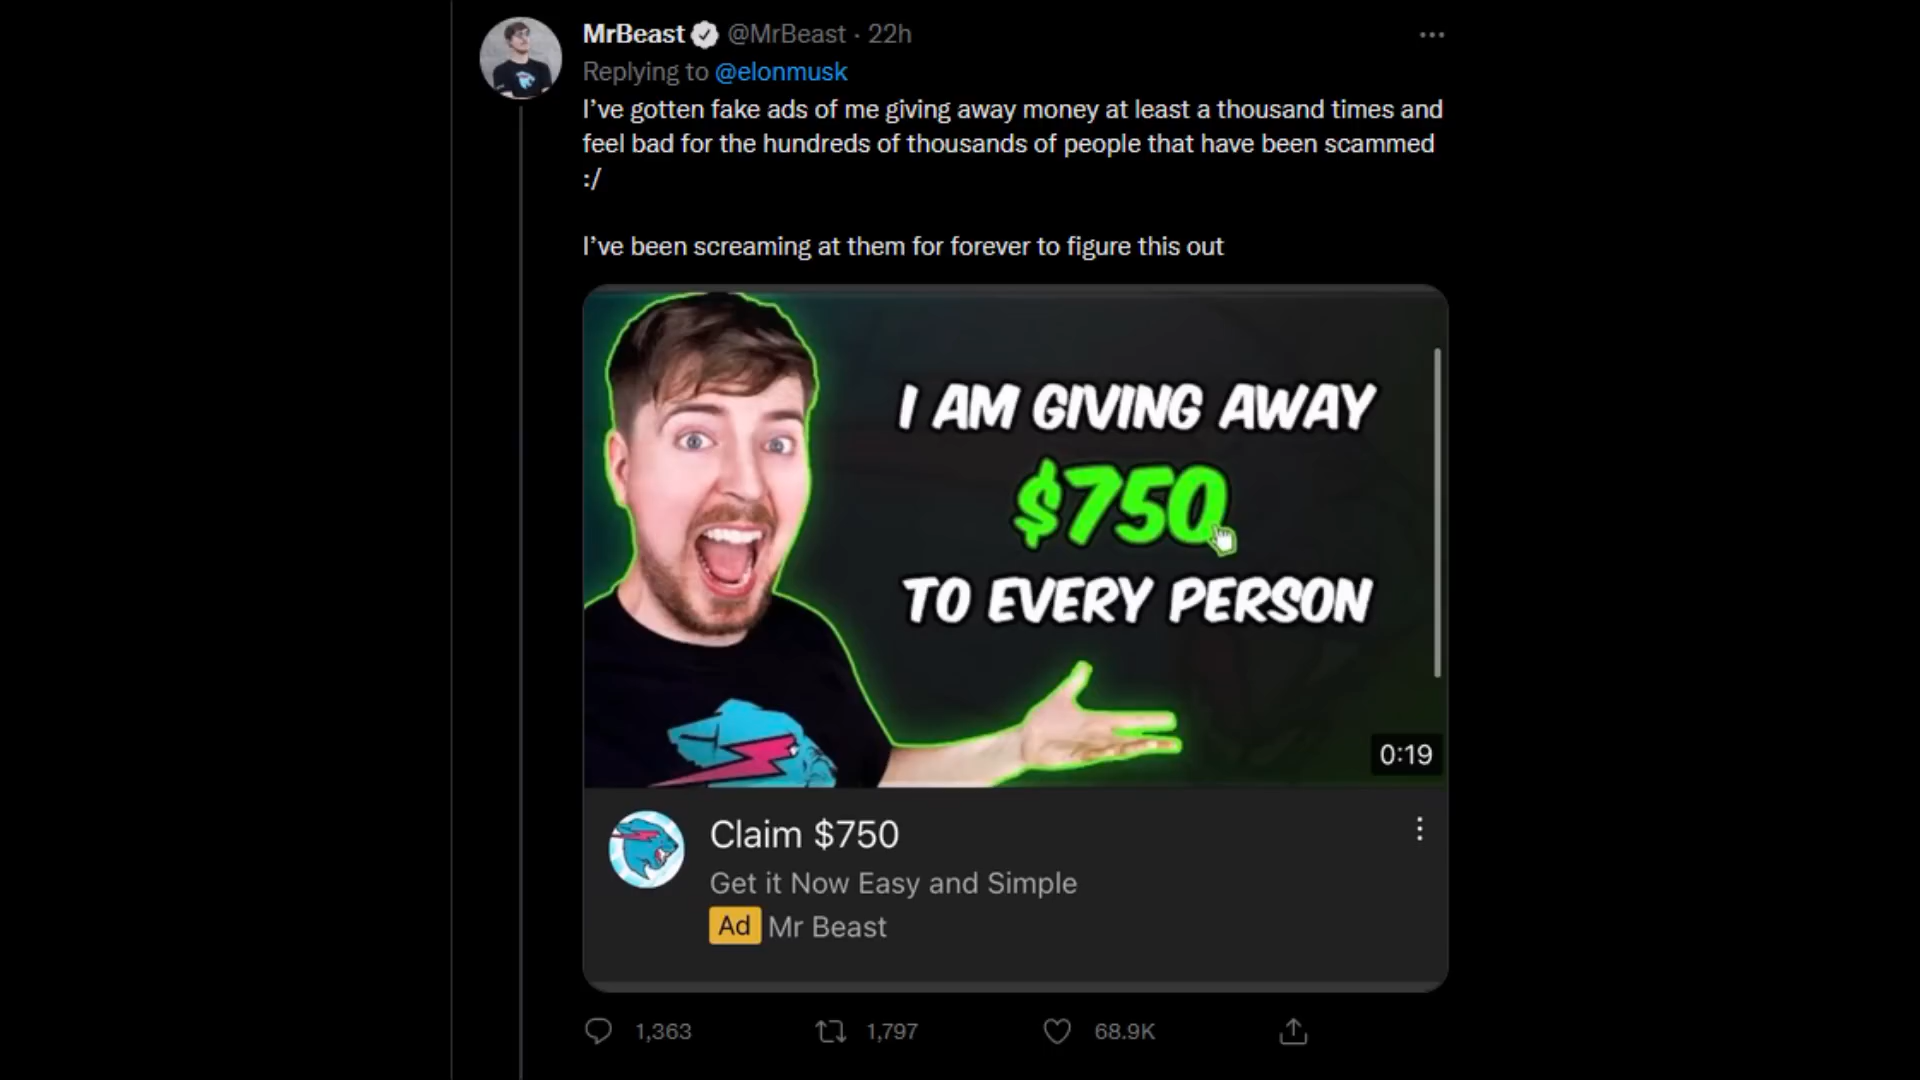 MrBeast @MrBeast · 22h
Replying to @elonmusk
I’ve gotten fake ads of me giving away money at least a thousand times and
feel bad for the hundreds of thousands of people that have been scammed
:/
I’ve been screaming at them for forever to figure this out
I AM GIVING AWAY
$750
TO EVERY PERSON
0:19
Claim $750
Get it Now Easy and Simple
Ad Mr Beast
1,363 1,797 68.9K